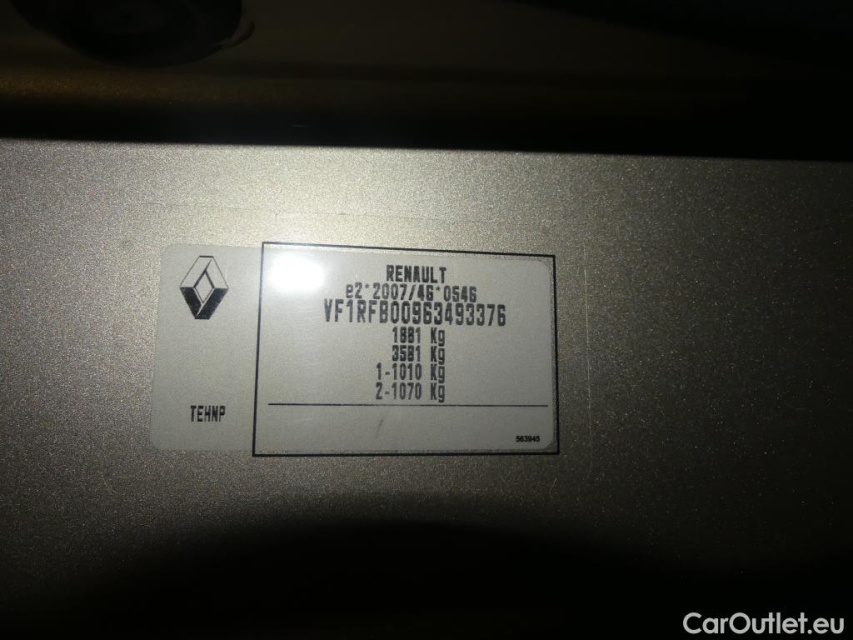 RENAULT
e2*2007/46*0546
VF1RFB00963493376
1881 Kg
3581 Kg
1-1010 Kg
2-1070 Kg
TEHNP
563945
CarOutlet.eu